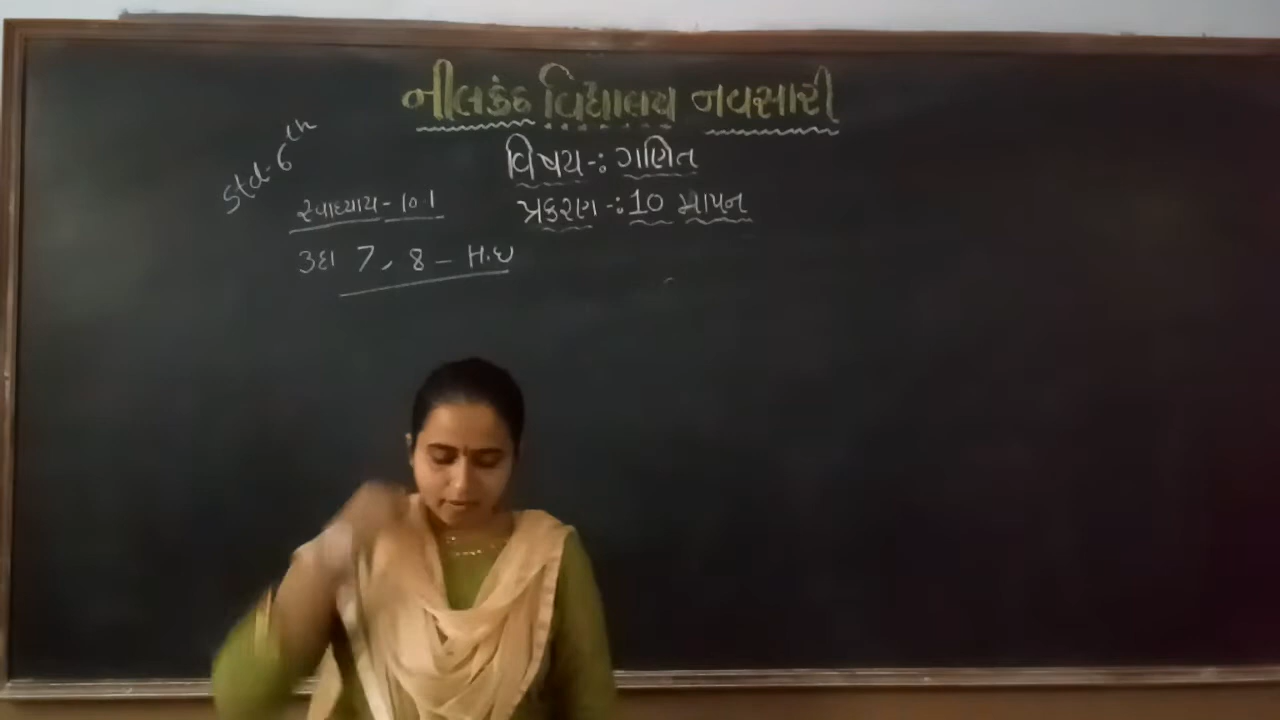 નીલકંઠ વિદ્યાલય નવસારી
Std:- 6th
વિષય -: ગણિત
પ્રકરણ -: 10 માપન
સ્વાધ્યાય - 10.1
ઉદા 7, 8 - H.W